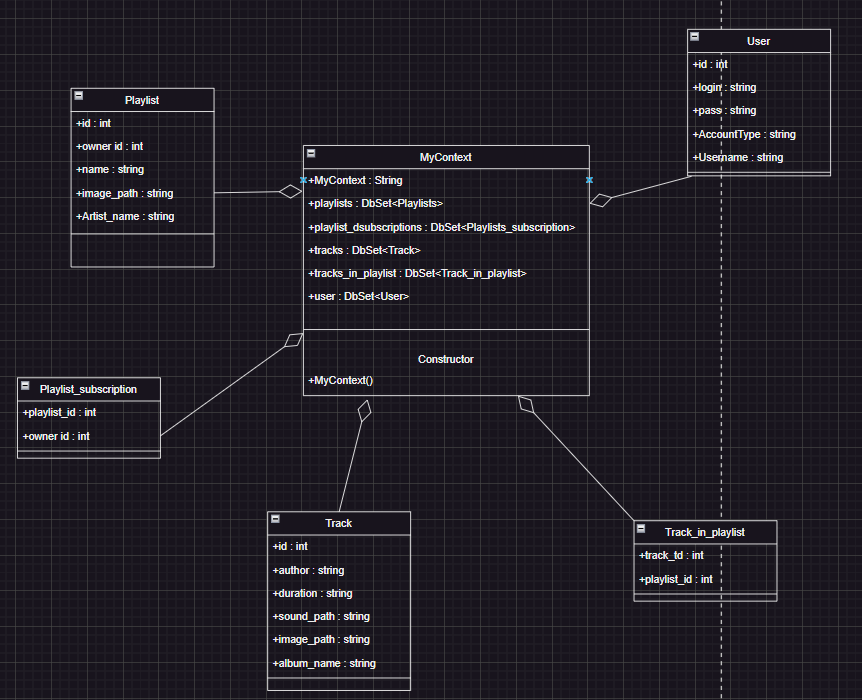 User
+id : int
+login : string
+pass : string
+AccountType : string
+Username : string
Playlist
+id : int
+owner id : int
+name : string
+image_path : string
+Artist_name : string
MyContext
+MyContext : String
+playlists : DbSet<Playlists>
+playlist_dsubscriptions : DbSet<Playlists_subscription>
+tracks : DbSet<Track>
+tracks_in_playlist : DbSet<Track_in_playlist>
+user : DbSet<User>
Constructor
+MyContext()
Playlist_subscription
+playlist_id : int
+owner id : int
Track
+id : int
+author : string
+duration : string
+sound_path : string
+image_path : string
+album_name : string
Track_in_playlist
+track_td : int
+playlist_id : int